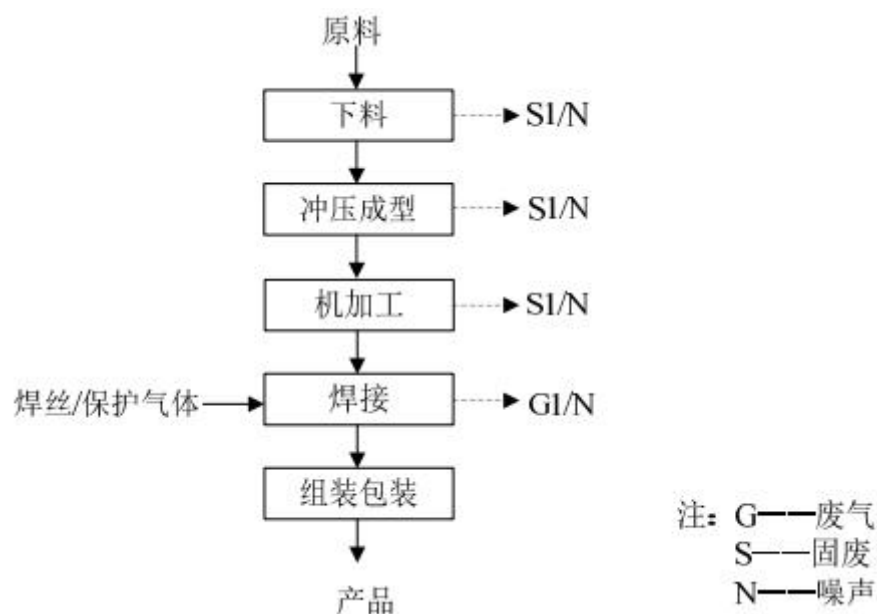 原料
下料
S1/N
冲压成型
S1/N
机加工
S1/N
焊丝/保护气体
焊接
G1/N
组装包装
产品
注：G——废气
S——固废
N——噪声